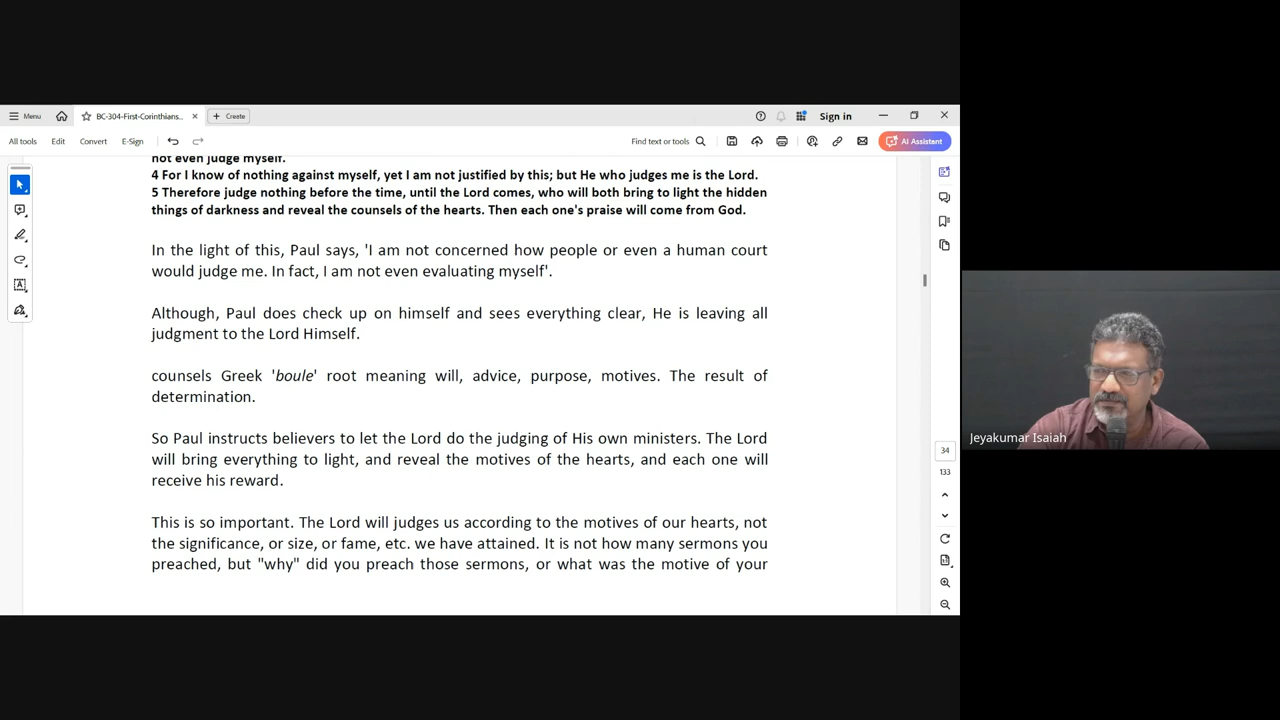 Menu
BC-304-First-Corinthians...
Create
Sign in
All tools
Edit
Convert
E-Sign
Find text or tools
AI Assistant
not even judge myself.
4 For I know of nothing against myself, yet I am not justified by this; but He who judges me is the Lord.
5 Therefore judge nothing before the time, until the Lord comes, who will both bring to light the hidden
things of darkness and reveal the counsels of the hearts. Then each one's praise will come from God.
In the light of this, Paul says, 'I am not concerned how people or even a human court
would judge me. In fact, I am not even evaluating myself'.
Although, Paul does check up on himself and sees everything clear, He is leaving all
judgment to the Lord Himself.
counsels Greek 'boule' root meaning will, advice, purpose, motives. The result of
determination.
So Paul instructs believers to let the Lord do the judging of His own ministers. The Lord
will bring everything to light, and reveal the motives of the hearts, and each one will
receive his reward.
This is so important. The Lord will judges us according to the motives of our hearts, not
the significance, or size, or fame, etc. we have attained. It is not how many sermons you
preached, but "why" did you preach those sermons, or what was the motive of your
34
133
Jeyakumar Isaiah